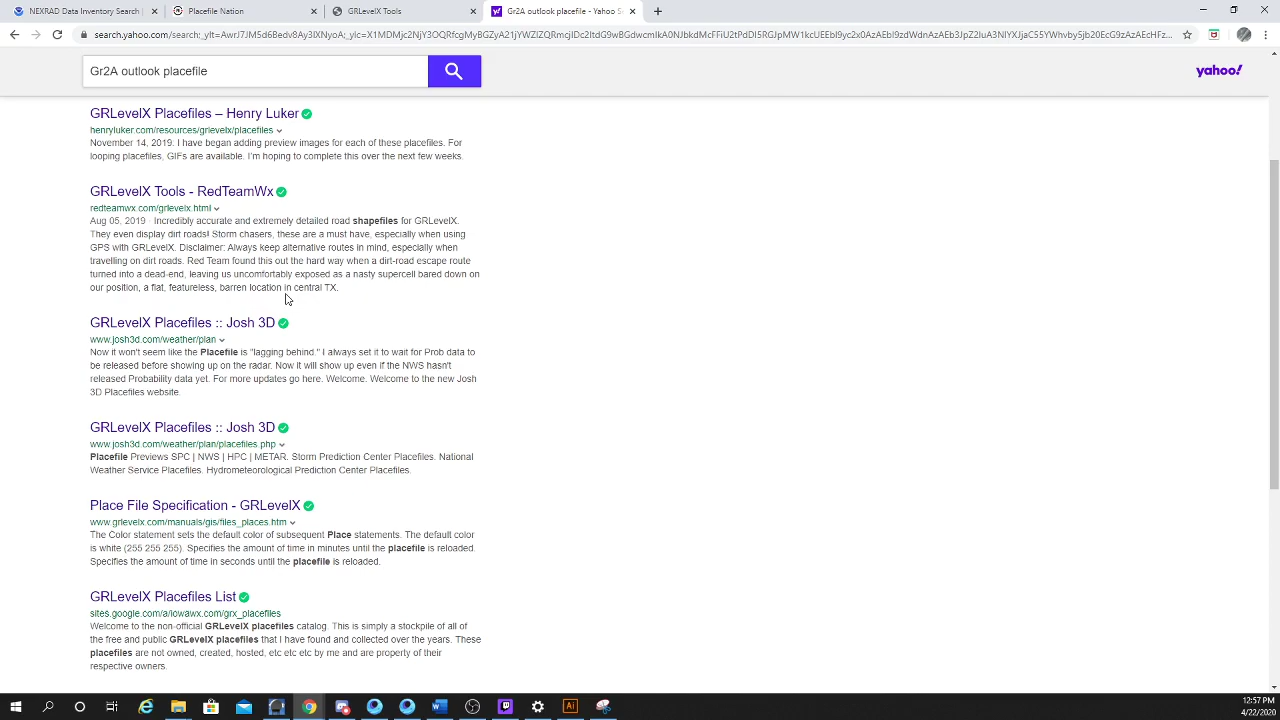 NEXRAD Data Inventory Search |
Placefile Nation
GRLevelX Tools
Gr2A outlook placefile - Yahoo Se
Gr2A outlook placefile
yahoo!
GRLevelX Placefiles – Henry Luker
henryluker.com/resources/grlevelx/placefiles
November 14, 2019. I have began adding preview images for each of these placefiles. For
looping placefiles, GIFs are available. I'm hoping to complete this over the next few weeks.
GRLevelX Tools - RedTeamWx
redteamwx.com/grlevelx.html
Aug 05, 2019 · Incredibly accurate and extremely detailed road shapefiles for GRLevelX.
They even display dirt roads! Storm chasers, these are a must have, especially when using
GPS with GRLevelX. Disclaimer: Always keep alternative routes in mind, especially when
travelling on dirt roads. Red Team found this out the hard way when a dirt-road escape route
turned into a dead-end, leaving us uncomfortably exposed as a nasty supercell bared down on
our position, a flat, featureless, barren location in central TX.
GRLevelX Placefiles :: Josh 3D
www.josh3d.com/weather/plan
Now it won't seem like the Placefile is "lagging behind." I always set it to wait for Prob data to
be released before showing up on the radar. Now it will show up even if the NWS hasn't
released Probability data yet. For more updates go here. Welcome. Welcome to the new Josh
3D Placefiles website.
GRLevelX Placefiles :: Josh 3D
www.josh3d.com/weather/plan/placefiles.php
Placefile Previews SPC | NWS | HPC | METAR. Storm Prediction Center Placefiles. National
Weather Service Placefiles. Hydrometeorological Prediction Center Placefiles.
Place File Specification - GRLevelX
www.grlevelx.com/manuals/gis/files_places.htm
The Color statement sets the default color of subsequent Place statements. The default color
is white (255 255 255). Specifies the amount of time in minutes until the placefile is reloaded.
Specifies the amount of time in seconds until the placefile is reloaded.
GRLevelX Placefiles List
sites.google.com/a/iowawx.com/grx_placefiles
Welcome to the non-official GRLevelX placefiles catalog. This is simply a stockpile of all of
the free and public GRLevelX placefiles that I have found and collected over the years. These
placefiles are not owned, created, hosted, etc etc etc by me and are property of their
respective owners.
12:57 PM
4/22/2020